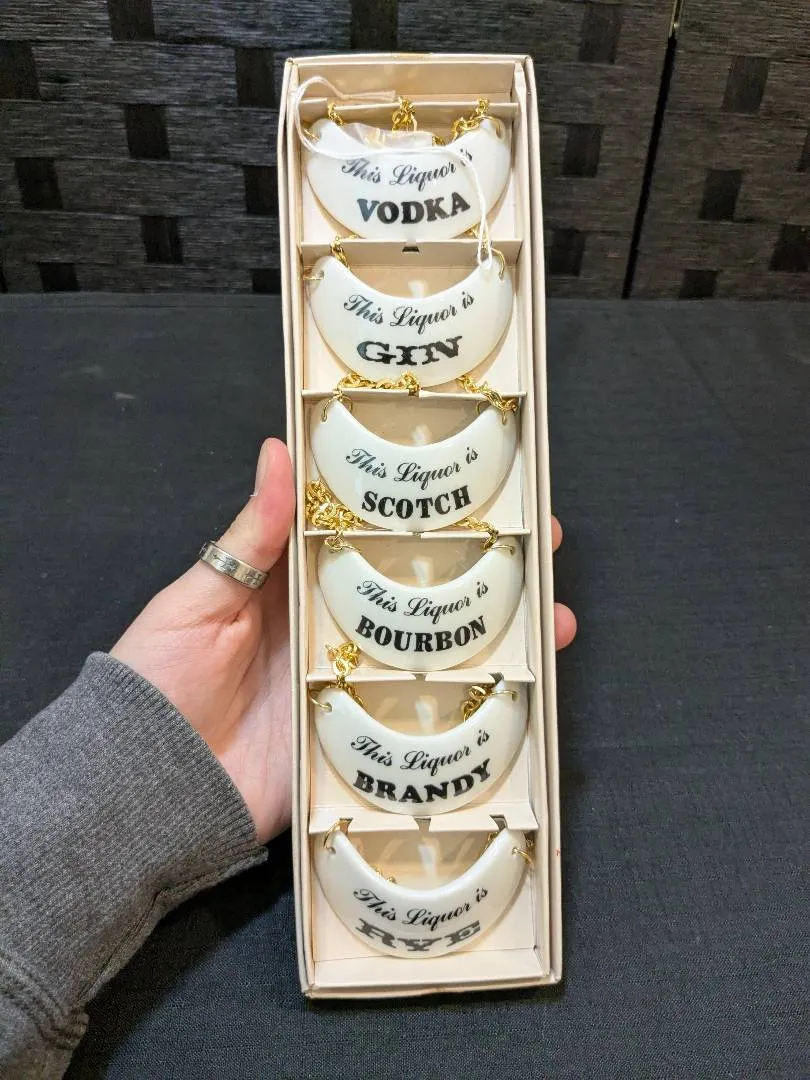 This Liquor is
VODKA
This Liquor is
GIN
This Liquor is
SCOTCH
This Liquor is
BOURBON
This Liquor is
BRANDY
This Liquor is
RYE